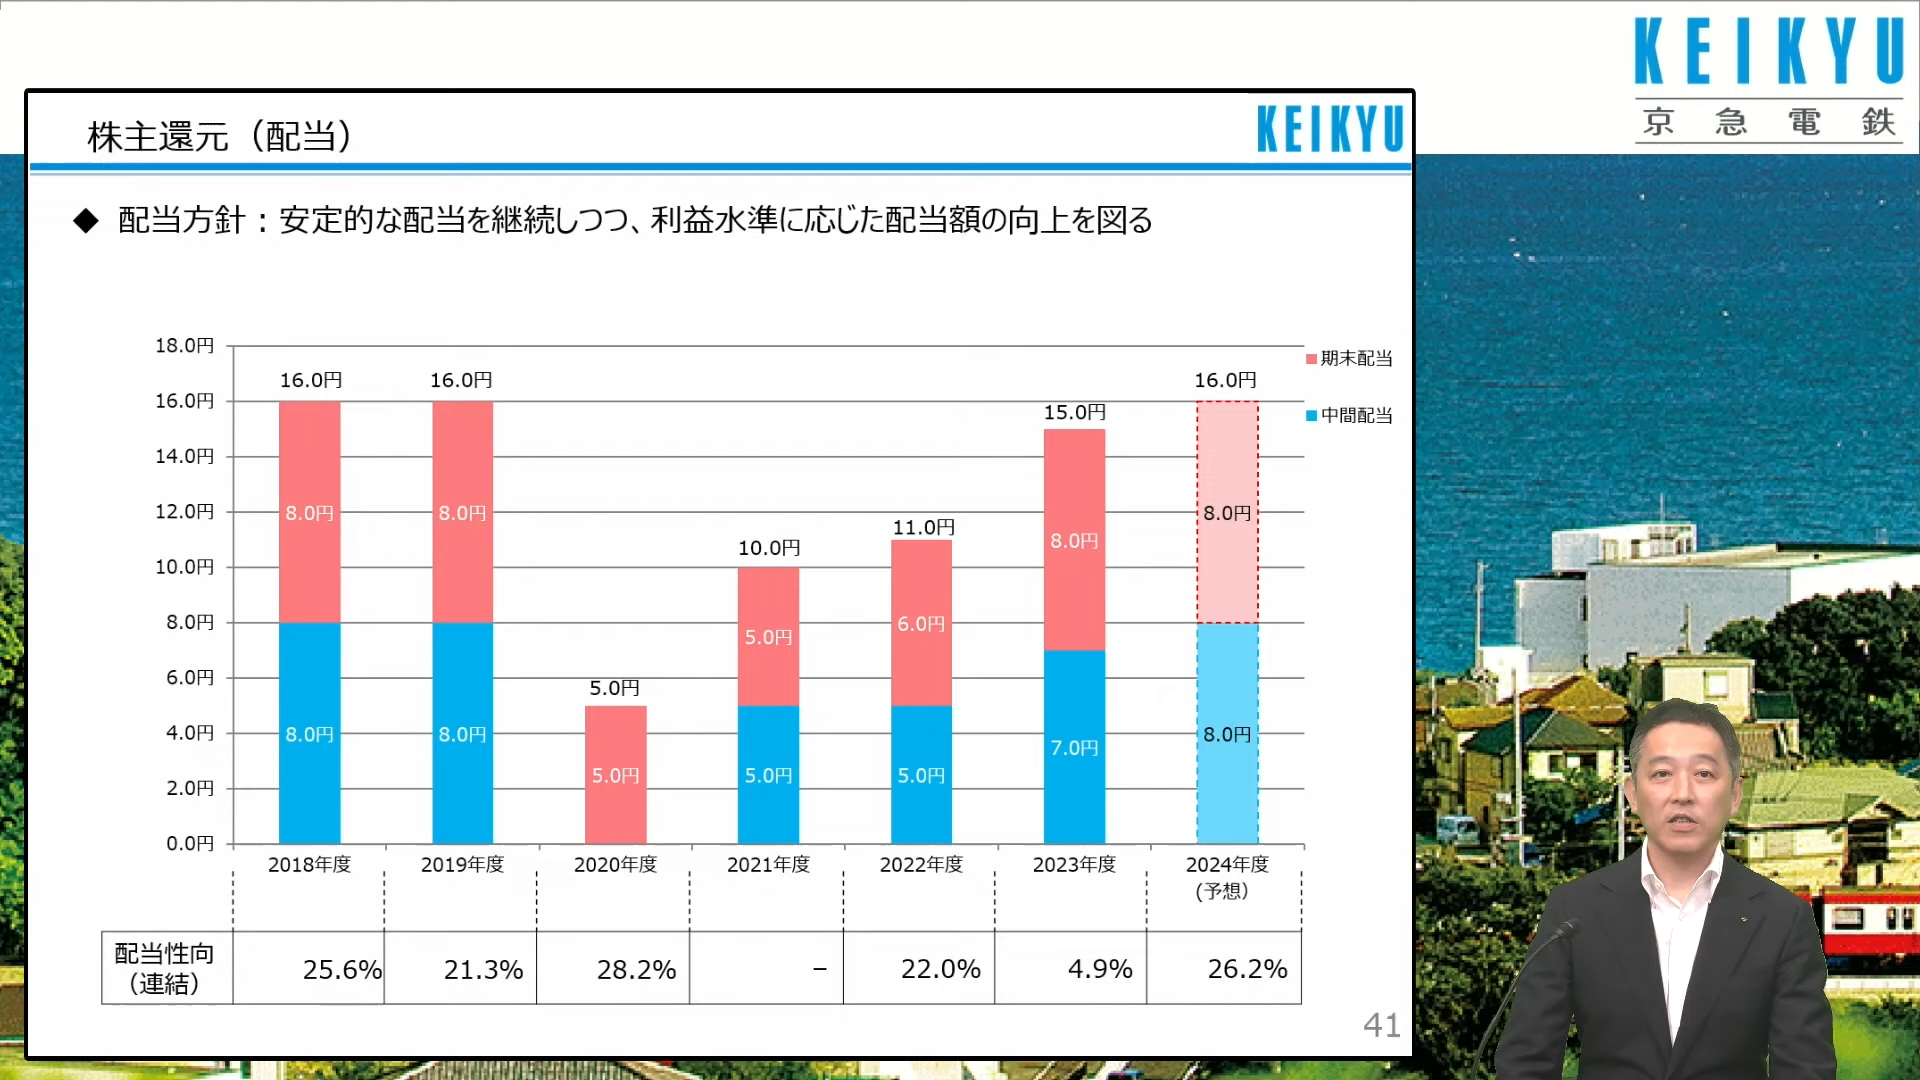 KEIKYU
京急電鉄
株主還元（配当）
KEIKYU
◆ 配当方針：安定的な配当を継続しつつ、利益水準に応じた配当額の向上を図る
18.0円
16.0円
14.0円
12.0円
10.0円
8.0円
6.0円
4.0円
2.0円
0.0円
16.0円
8.0円
8.0円
16.0円
8.0円
8.0円
5.0円
5.0円
10.0円
5.0円
5.0円
11.0円
6.0円
5.0円
15.0円
8.0円
7.0円
16.0円
8.0円
8.0円
期末配当
中間配当
2018年度 2019年度 2020年度 2021年度 2022年度 2023年度 2024年度
(予想)
配当性向
（連結）
25.6% 21.3% 28.2% － 22.0% 4.9% 26.2%
41